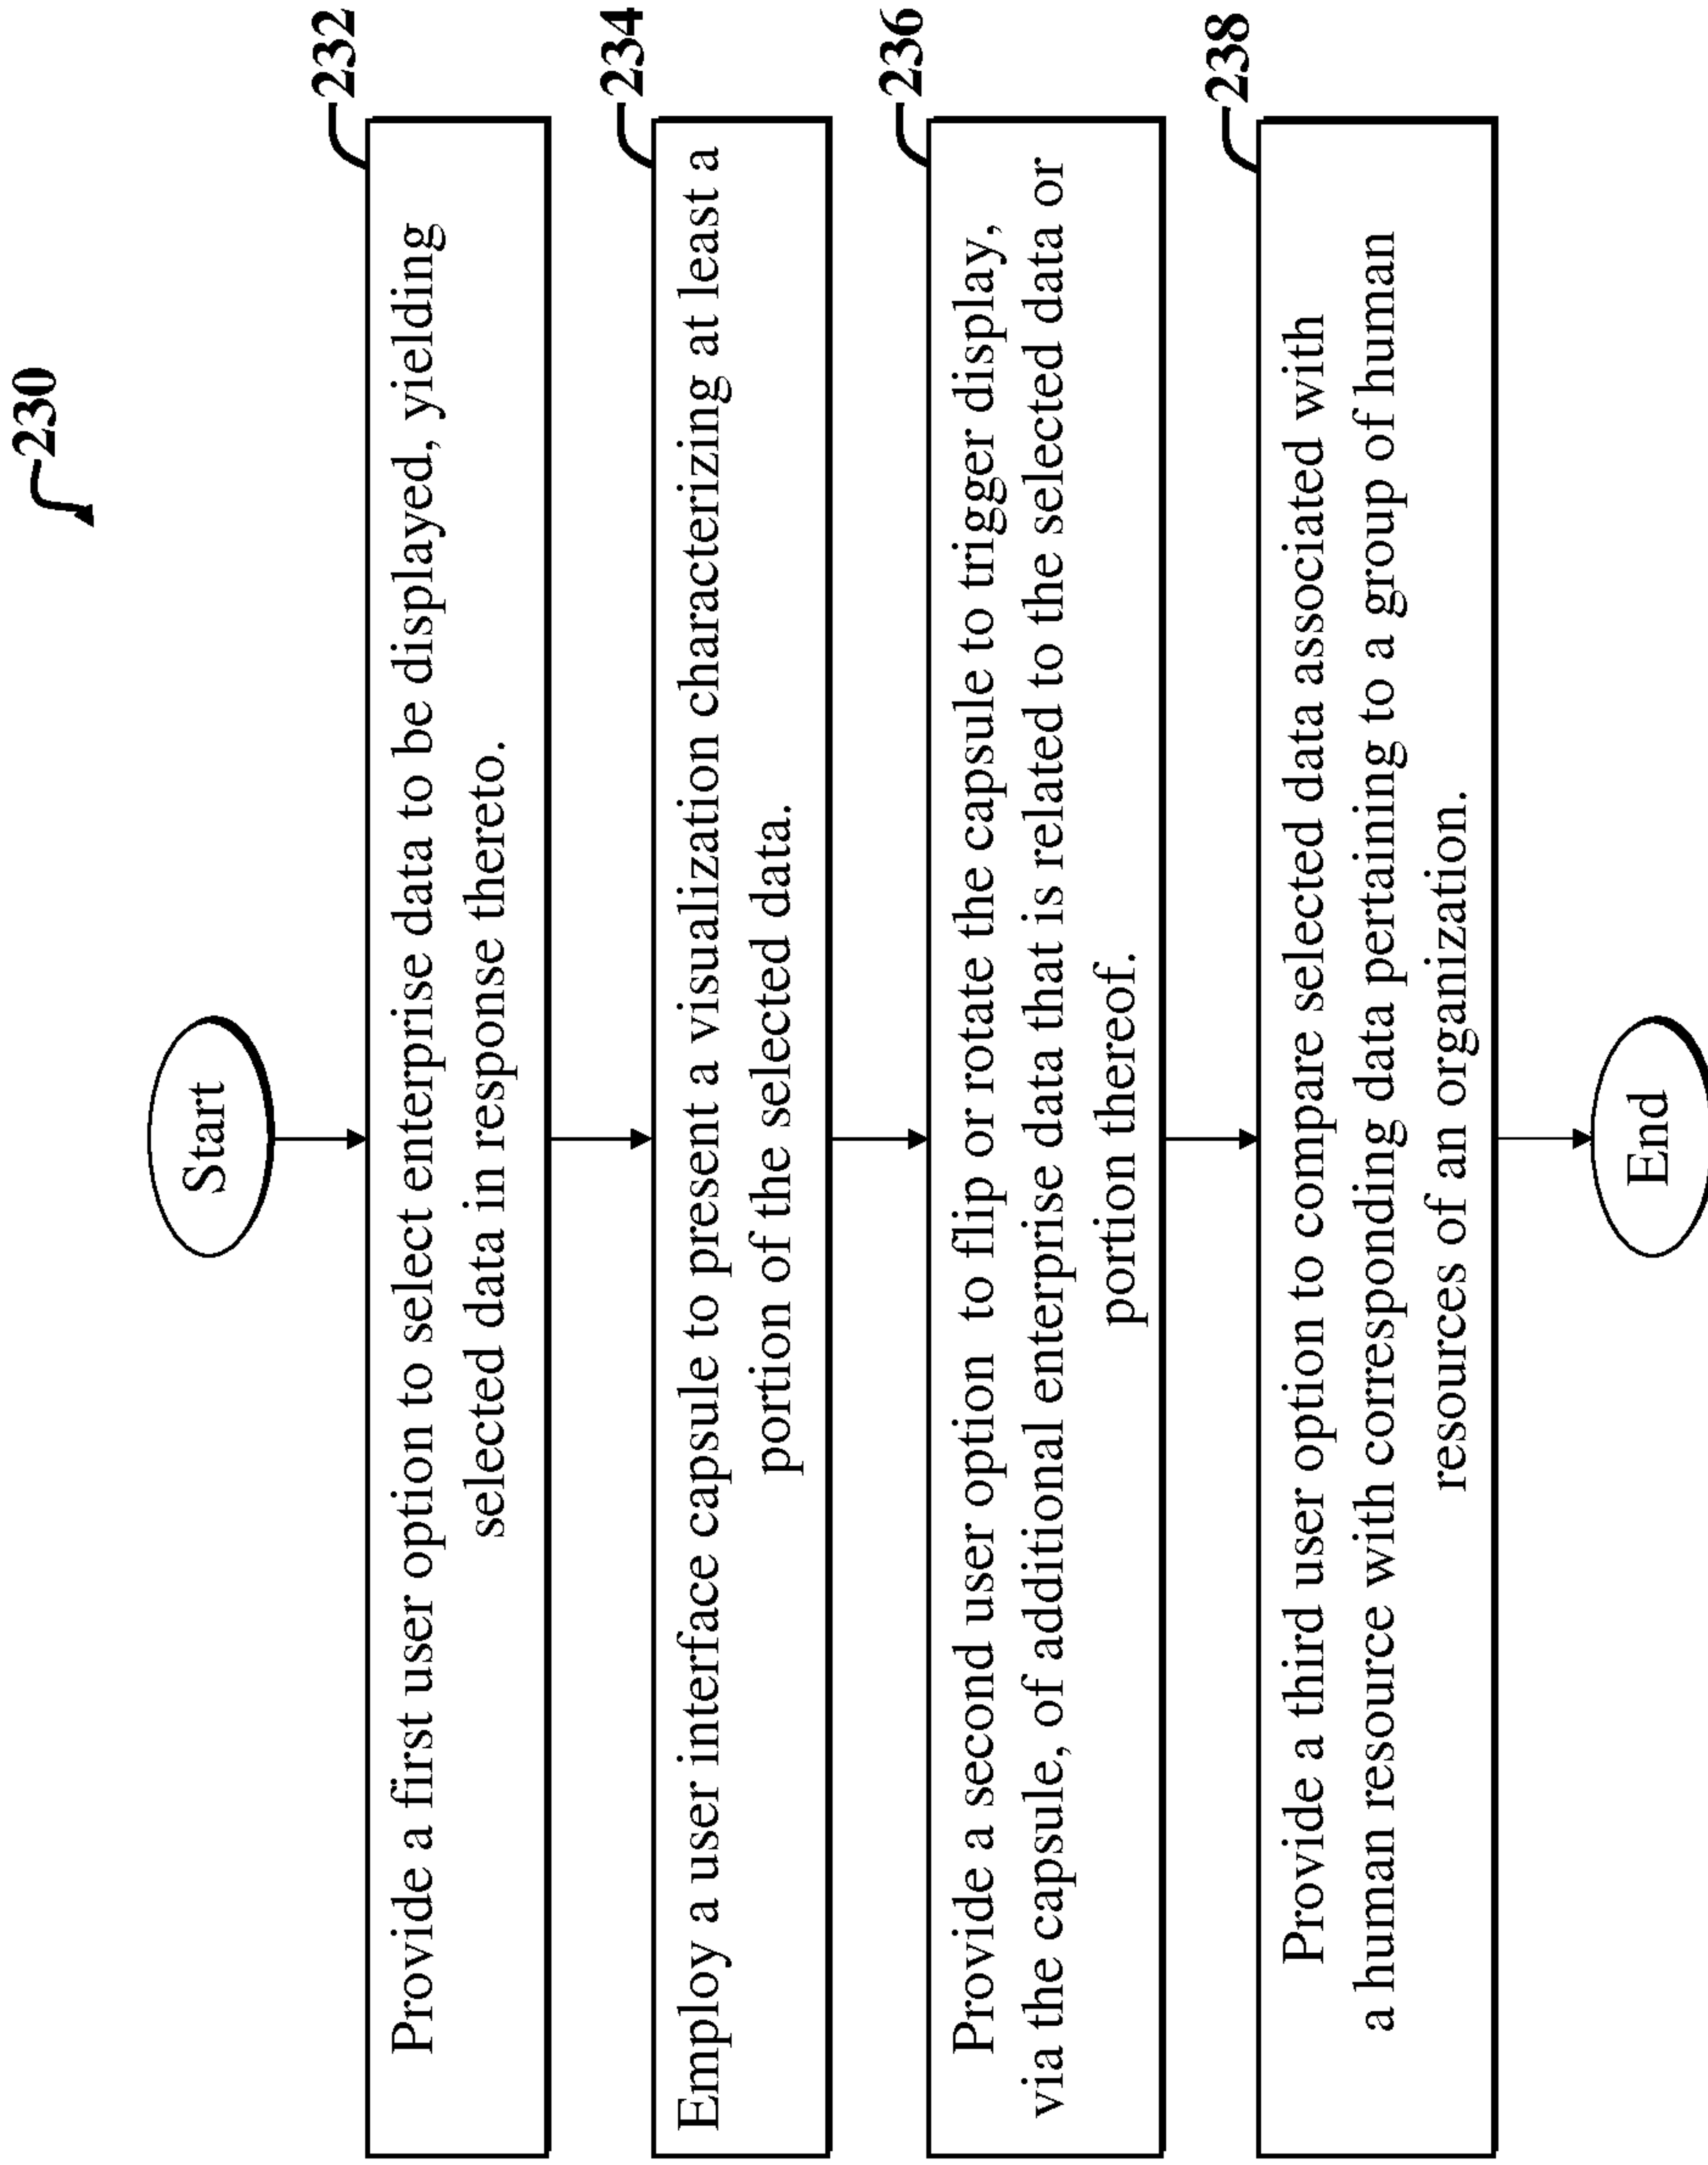 230
Start
232
Provide a first user option to select enterprise data to be displayed, yielding
selected data in response thereto.
234
Employ a user interface capsule to present a visualization characterizing at least a
portion of the selected data.
236
Provide a second user option to flip or rotate the capsule to trigger display,
via the capsule, of additional enterprise data that is related to the selected data or
portion thereof.
238
Provide a third user option to compare selected data associated with
a human resource with corresponding data pertaining to a group of human
resources of an organization.
End